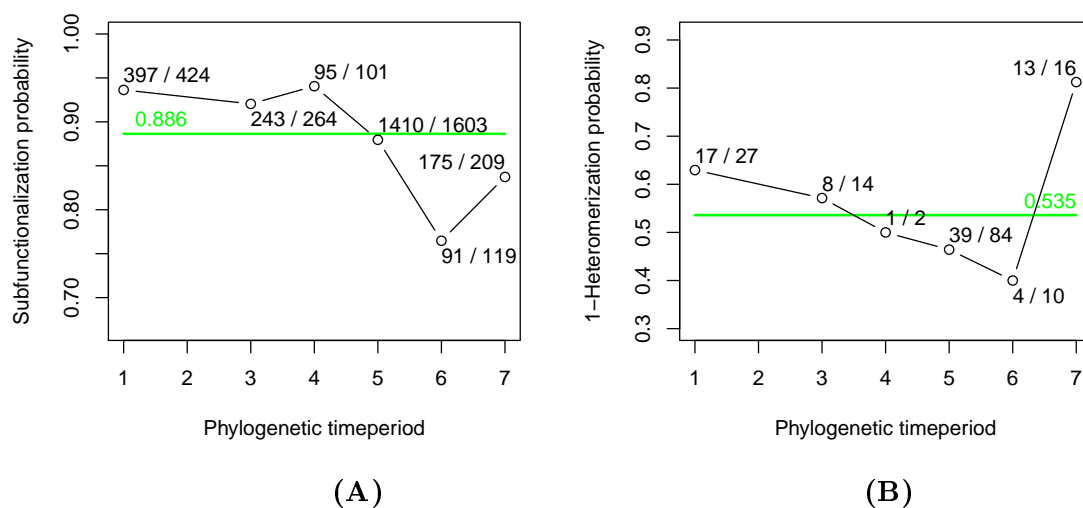 Subfunctionalization probability
1.00
0.90
0.80
0.70
397 / 424
243 / 264
95 / 101
1410 / 1603
91 / 119
175 / 209
0.886
1 2 3 4 5 6 7
Phylogenetic timeperiod
(A)
1−Heteromerization probability
0.9
0.8
0.7
0.6
0.5
0.4
0.3
17 / 27
8 / 14
1 / 2
39 / 84
4 / 10
13 / 16
0.535
1 2 3 4 5 6 7
Phylogenetic timeperiod
(B)